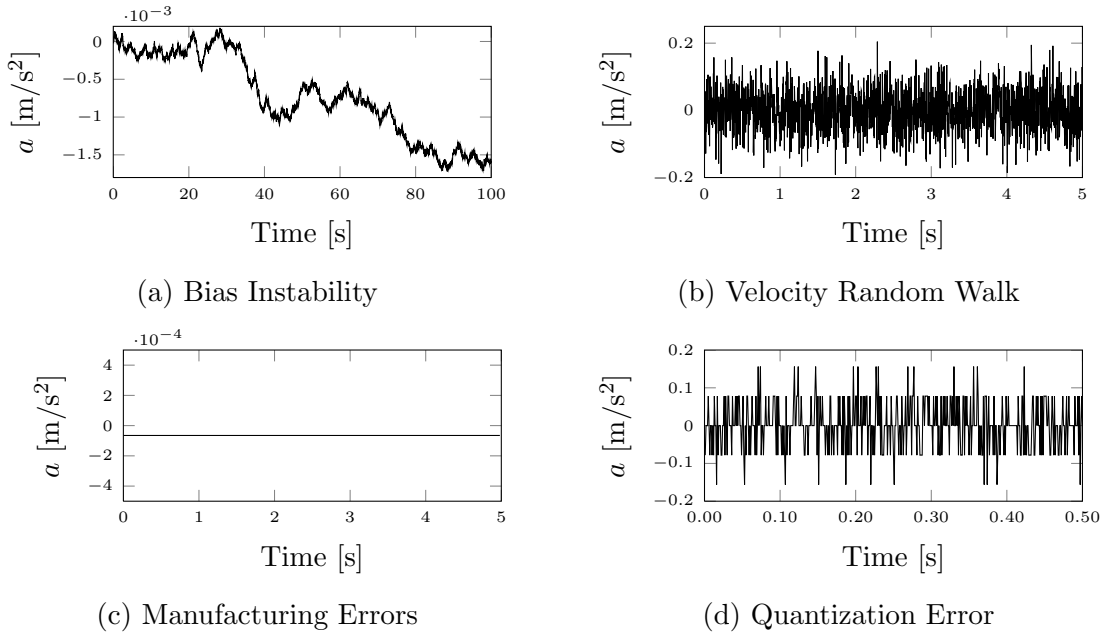 ·10⁻³
0
−0.5
−1
−1.5
a [m/s²]
0 20 40 60 80 100
Time [s]
(a) Bias Instability
0.2
0
−0.2
a [m/s²]
0 1 2 3 4 5
Time [s]
(b) Velocity Random Walk
·10⁻⁴
4
2
0
−2
−4
a [m/s²]
0 1 2 3 4 5
Time [s]
(c) Manufacturing Errors
0.2
0.1
0
−0.1
−0.2
a [m/s²]
0.00 0.10 0.20 0.30 0.40 0.50
Time [s]
(d) Quantization Error